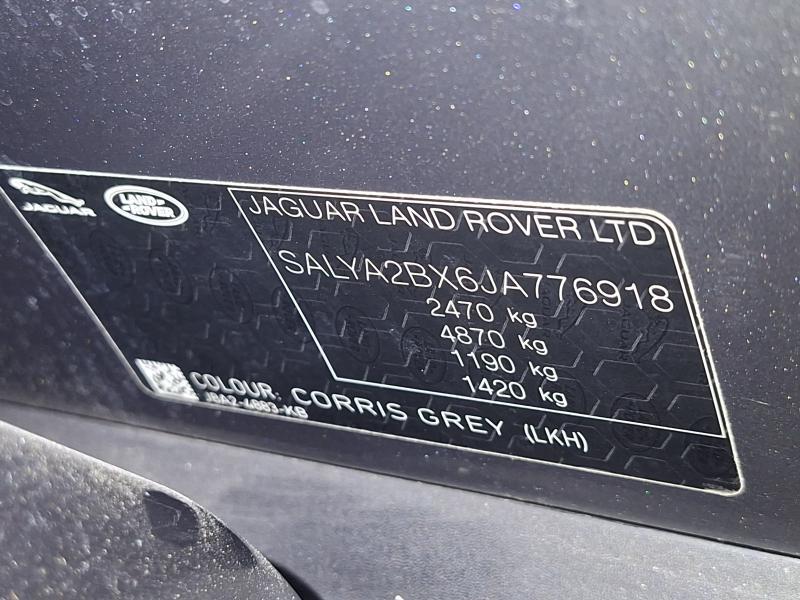 JAGUAR
LAND
ROVER
JAGUAR LAND ROVER LTD
SALYA2BX6JA776918
2470 kg
4870 kg
1190 kg
1420 kg
COLOUR: CORRIS GREY (LKH)